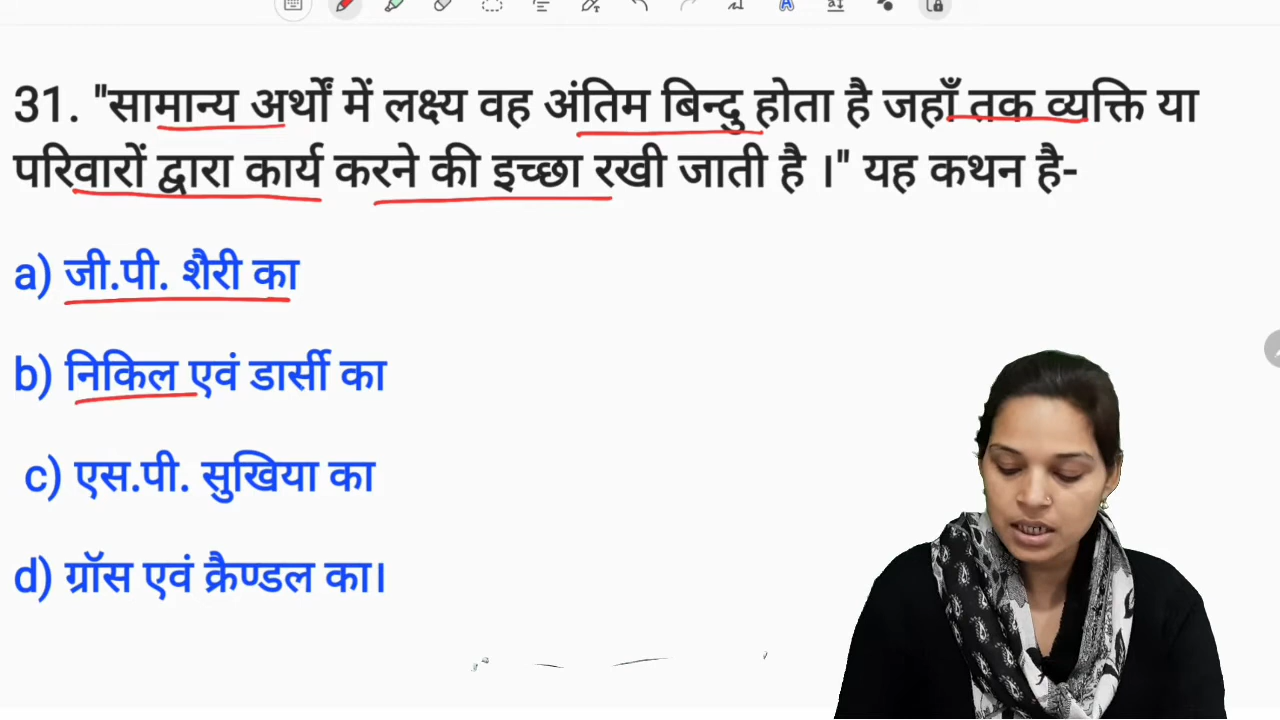 31. "सामान्य अर्थों में लक्ष्य वह अंतिम बिन्दु होता है जहाँ तक व्यक्ति या
परिवारों द्वारा कार्य करने की इच्छा रखी जाती है ।" यह कथन है-
a) जी.पी. शैरी का
b) निकिल एवं डार्सी का
c) एस.पी. सुखिया का
d) ग्रॉस एवं क्रैण्डल का।